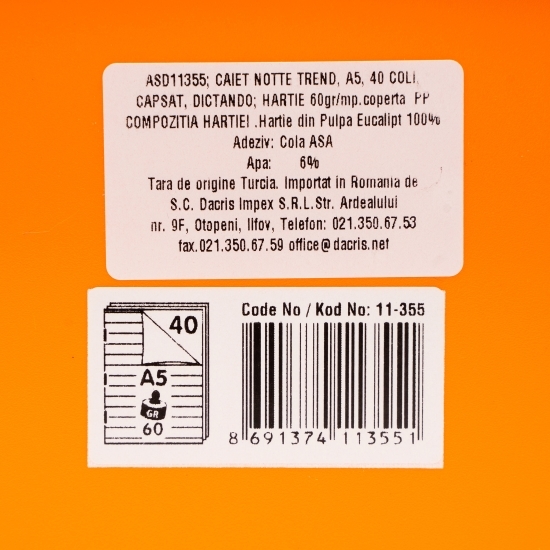 ASD11355; CAIET NOTTE TREND, A5, 40 COLI,
CAPSAT, DICTANDO; HARTIE 60gr/mp.coperta PP
COMPOZITIA HARTIEI .Hartie din Pulpa Eucalipt 100%
Adeziv: Cola ASA
Apa: 6%
Tara de origine Turcia. Importat in Romania de
S.C. Dacris Impex S.R.L.Str. Ardealului
nr. 9F, Otopeni, Ilfov, Telefon: 021.350.67.53
fax.021.350.67.59 office@dacris.net
Code No / Kod No: 11-355
40
A5
GR
60
8 691374 113551